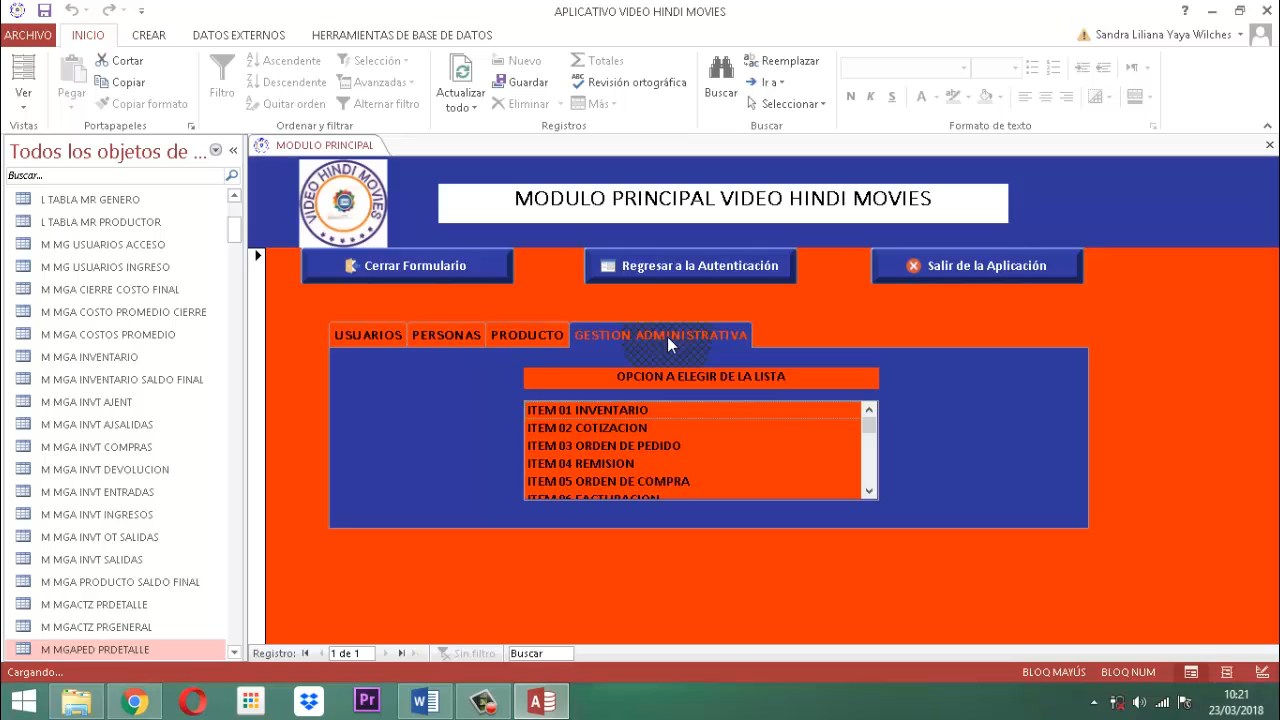 APLICATIVO VIDEO HINDI MOVIES
?
ARCHIVO INICIO CREAR DATOS EXTERNOS HERRAMIENTAS DE BASE DE DATOS Sandra Liliana Yaya Wilches
Ver
Vistas
Pegar
Cortar
Copiar
Copiar formato
Portapapeles
Filtro
Ascendente
Descendente
Quitar orden
Selección
Avanzadas
Alternar filtro
Ordenar y filtrar
Actualizar
todo
Nuevo
Guardar
Eliminar
Totales
Revisión ortográfica
Más
Registros
Buscar
Reemplazar
Ir a
Seleccionar
Buscar
N K S
A
Formato de texto
Todos los objetos de ...
Buscar...
L TABLA MR GENERO
L TABLA MR PRODUCTOR
M MG USUARIOS ACCESO
M MG USUARIOS INGRESO
M MGA CIERRE COSTO FINAL
M MGA COSTO PROMEDIO CIERRE
M MGA COSTOS PROMEDIO
M MGA INVENTARIO
M MGA INVENTARIO SALDO FINAL
M MGA INVT AJENT
M MGA INVT AJSALIDAS
M MGA INVT COMPRAS
M MGA INVT DEVOLUCION
M MGA INVT ENTRADAS
M MGA INVT INGRESOS
M MGA INVT OT SALIDAS
M MGA INVT SALIDAS
M MGA PRODUCTO SALDO FINAL
M MGACTZ PRDETALLE
M MGACTZ PRGENERAL
M MGAPED PRDETALLE
MODULO PRINCIPAL
VIDEO HINDI MOVIES
MODULO PRINCIPAL VIDEO HINDI MOVIES
Cerrar Formulario
Regresar a la Autenticación
Salir de la Aplicación
USUARIOS PERSONAS PRODUCTO GESTION ADMINISTRATIVA
OPCION A ELEGIR DE LA LISTA
ITEM 01 INVENTARIO
ITEM 02 COTIZACION
ITEM 03 ORDEN DE PEDIDO
ITEM 04 REMISION
ITEM 05 ORDEN DE COMPRA
ITEM 06 FACTURACION
Registro: 1 de 1 Sin filtro Buscar
Cargando... BLOQ MAYÚS BLOQ NUM
Pr
10:21
23/03/2018